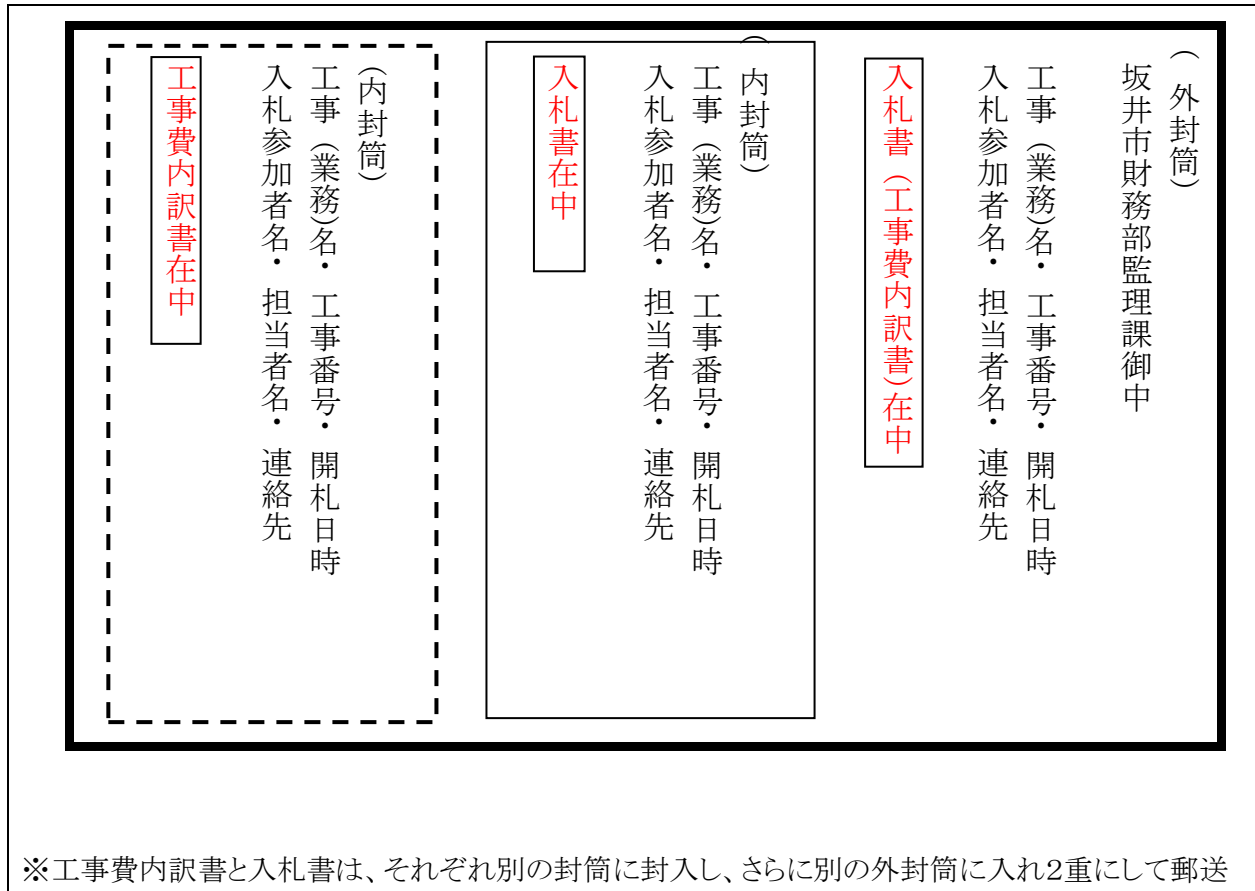 (外封筒)
坂井市財務部監理課御中
工事(業務)名・工事番号・開札日時
入札参加者名・担当者名・連絡先
入札書(工事費内訳書)在中
(内封筒)
工事(業務)名・工事番号・開札日時
入札参加者名・担当者名・連絡先
入札書在中
(内封筒)
工事(業務)名・工事番号・開札日時
入札参加者名・担当者名・連絡先
工事費内訳書在中
※工事費内訳書と入札書は、それぞれ別の封筒に封入し、さらに別の外封筒に入れ2重にして郵送